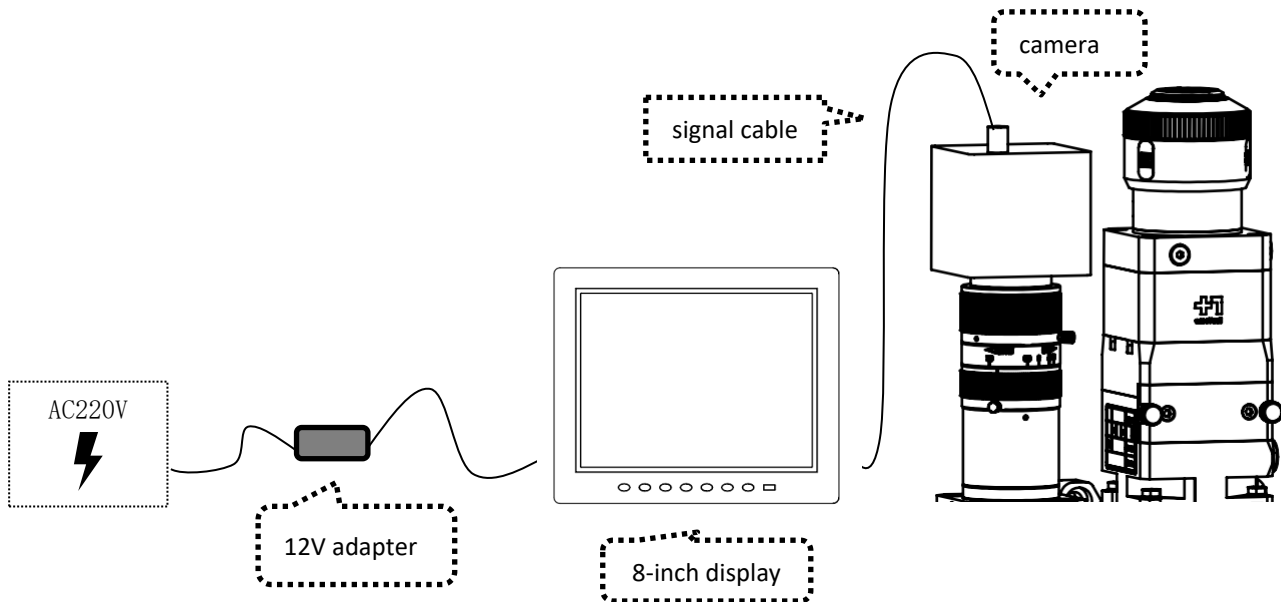 camera
signal cable
AC220V
12V adapter
8-inch display